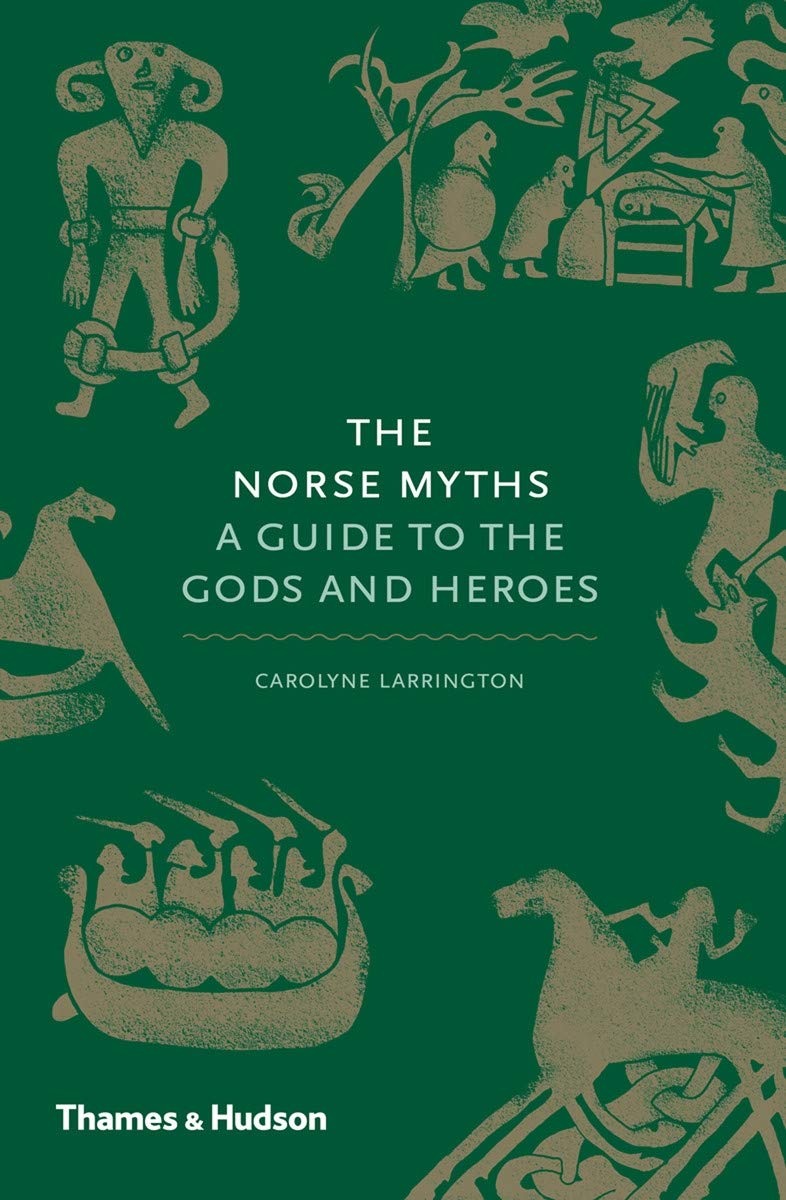 THE
NORSE MYTHS
A GUIDE TO THE
GODS AND HEROES
CAROLYNE LARRINGTON
Thames & Hudson